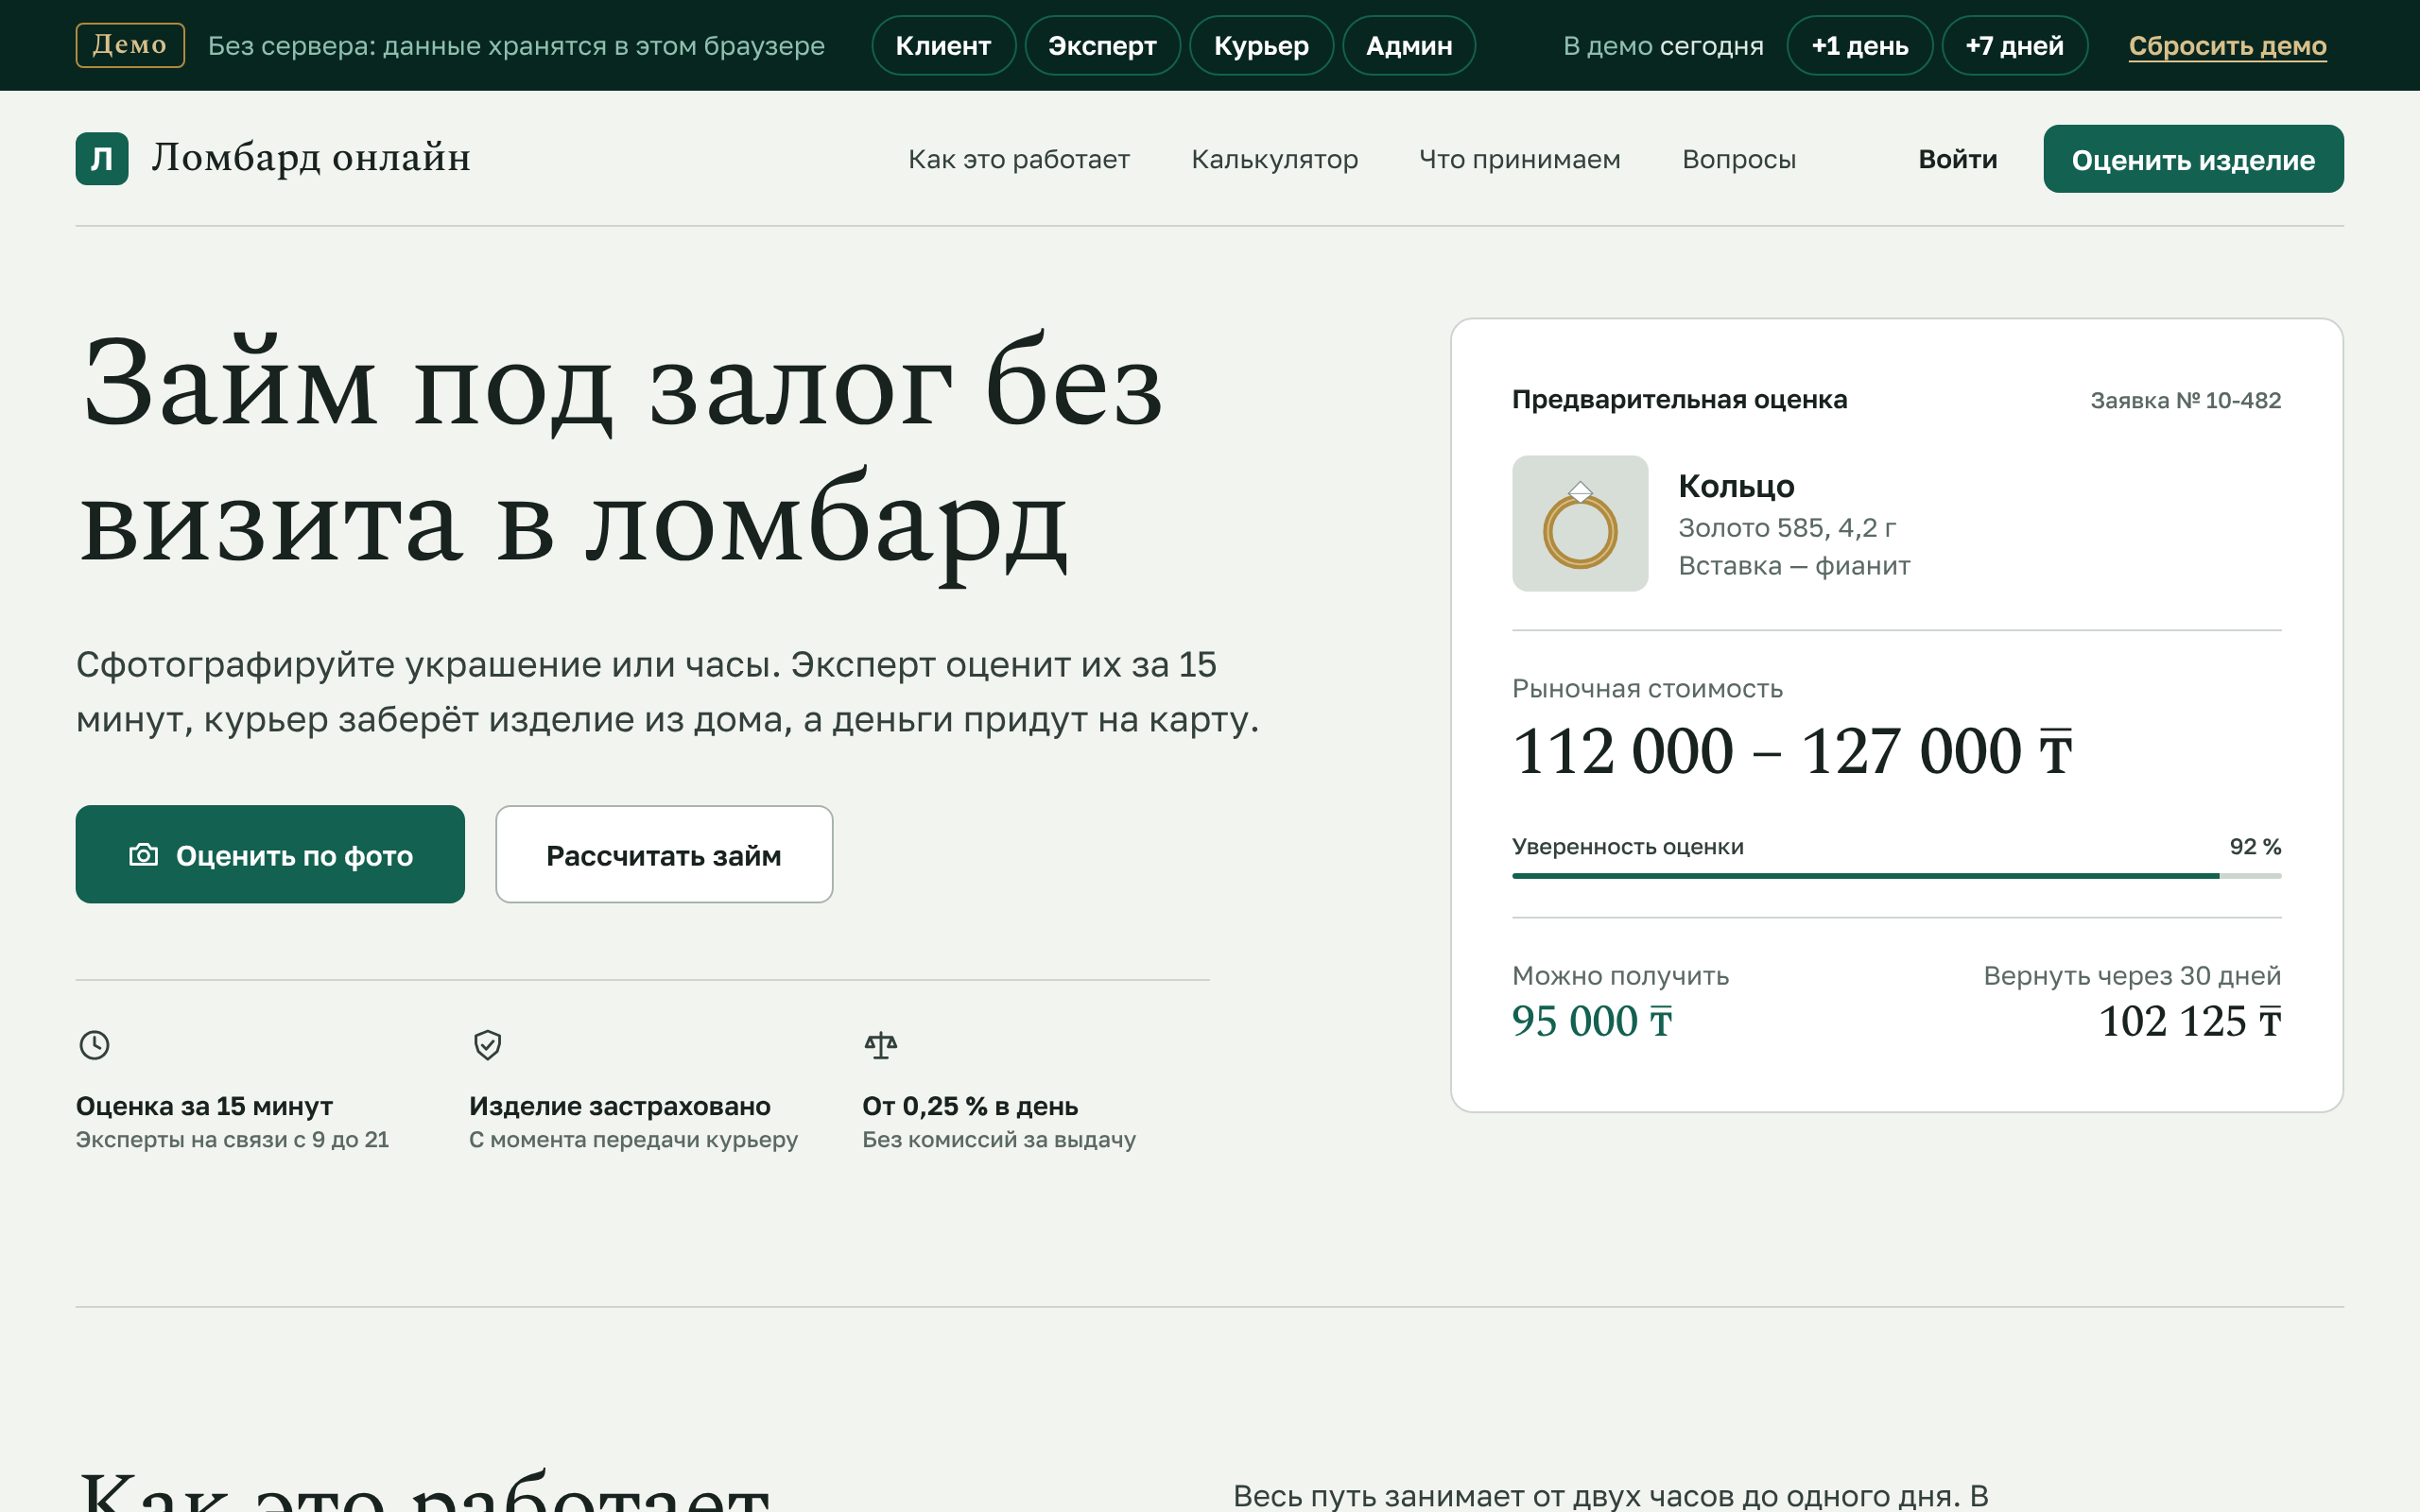 Демо Без сервера: данные хранятся в этом браузере Клиент Эксперт Курьер Админ В демо сегодня +1 день +7 дней Сбросить демо
Л Ломбард онлайн Как это работает Калькулятор Что принимаем Вопросы Войти Оценить изделие
Займ под залог без
визита в ломбард
Сфотографируйте украшение или часы. Эксперт оценит их за 15
минут, курьер заберёт изделие из дома, а деньги придут на карту.
Оценить по фото Рассчитать займ
Оценка за 15 минут
Эксперты на связи с 9 до 21
Изделие застраховано
С момента передачи курьеру
От 0,25 % в день
Без комиссий за выдачу
Предварительная оценка Заявка № 10-482
Кольцо
Золото 585, 4,2 г
Вставка — фианит
Рыночная стоимость
112 000 – 127 000 ₸
Уверенность оценки 92 %
Можно получить Вернуть через 30 дней
95 000 ₸ 102 125 ₸
Как это работает
Весь путь занимает от двух часов до одного дня. В